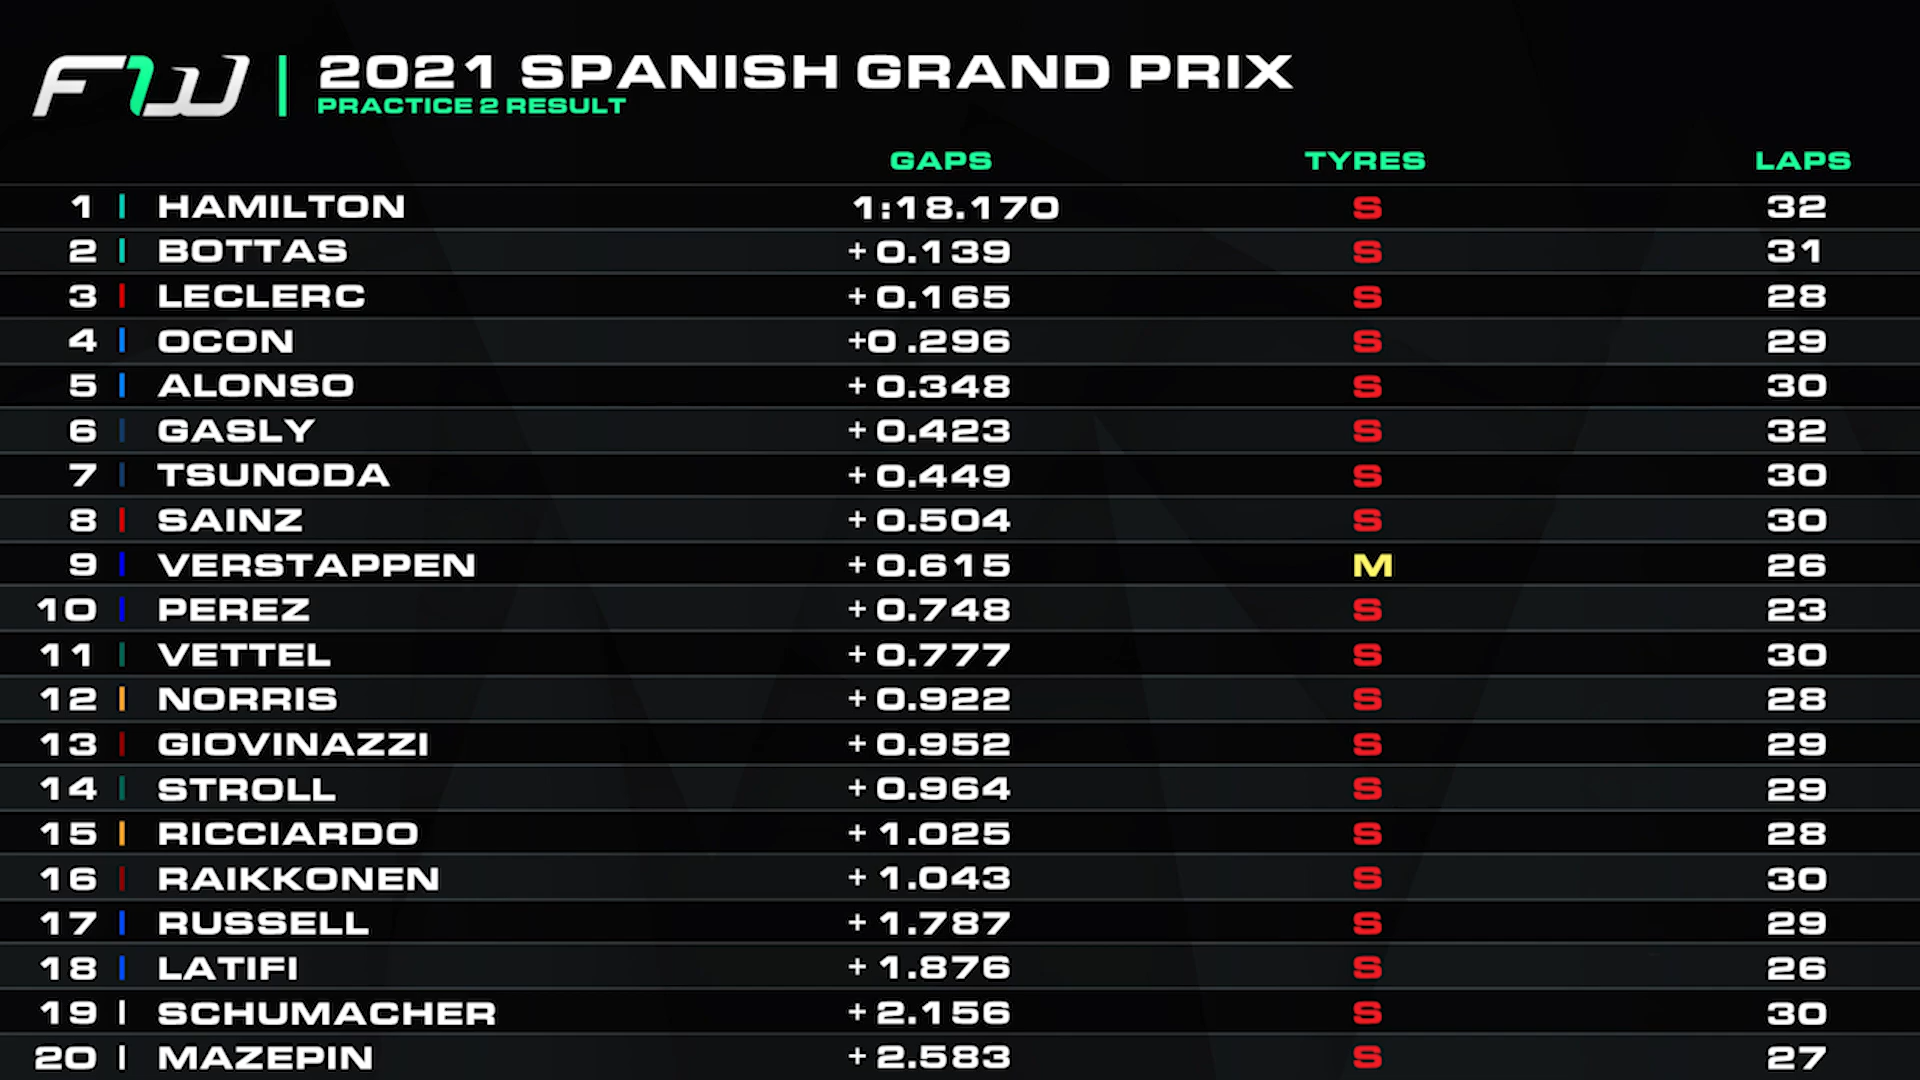 F1W
2021 SPANISH GRAND PRIX
PRACTICE 2 RESULT
GAPS TYRES LAPS
1 HAMILTON 1:18.170 S 32
2 BOTTAS + 0.139 S 31
3 LECLERC + 0.165 S 28
4 OCON +0 .296 S 29
5 ALONSO + 0.348 S 30
6 GASLY + 0.423 S 32
7 TSUNODA + 0.449 S 30
8 SAINZ + 0.504 S 30
9 VERSTAPPEN + 0.615 M 26
10 PEREZ + 0.748 S 23
11 VETTEL + 0.777 S 30
12 NORRIS + 0.922 S 28
13 GIOVINAZZI + 0.952 S 29
14 STROLL + 0.964 S 29
15 RICCIARDO + 1.025 S 28
16 RAIKKONEN + 1.043 S 30
17 RUSSELL + 1.787 S 29
18 LATIFI + 1.876 S 26
19 SCHUMACHER + 2.156 S 30
20 MAZEPIN + 2.583 S 27